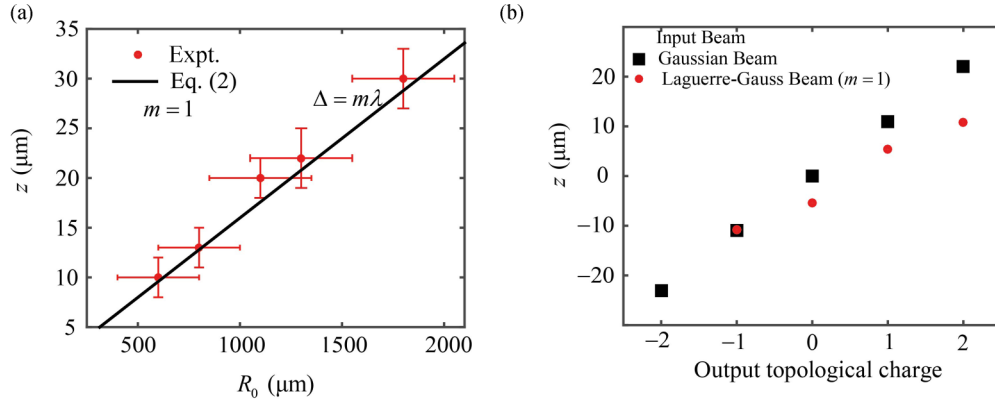 (a)
35
30
25
20
15
10
5
z (μm)
Expt.
Eq. (2)
m = 1
Δ = mλ
500
1000
1500
2000
R₀ (μm)
(b)
20
10
0
−10
−20
z (μm)
Input Beam
Gaussian Beam
Laguerre-Gauss Beam (m = 1)
−2
−1
0
1
2
Output topological charge